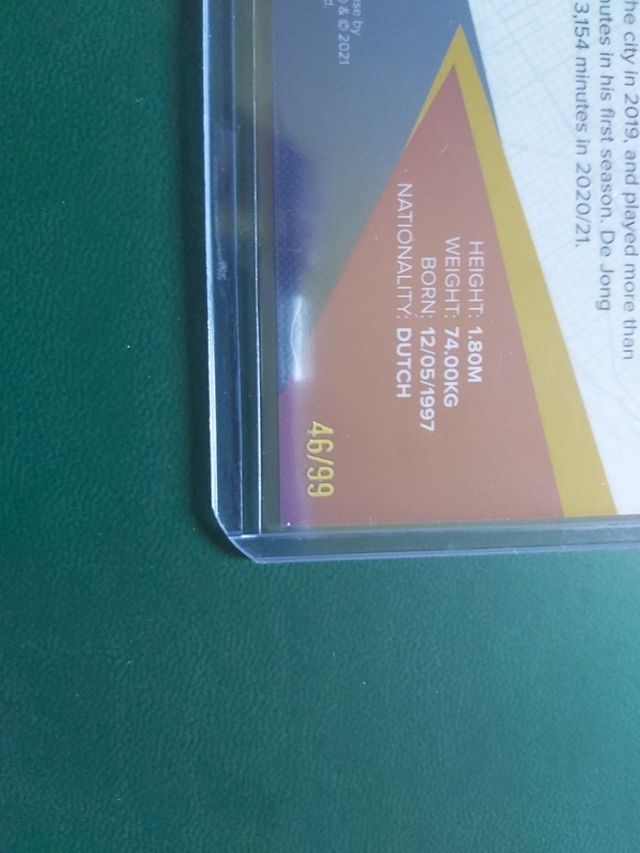 he city in 2019, and played more than
nutes in his first season. De Jong
3,154 minutes in 2020/21.
HEIGHT: 1.80M
WEIGHT: 74.00KG
BORN: 12/05/1997
NATIONALITY: DUTCH
se by
& © 2021
d.
46/99